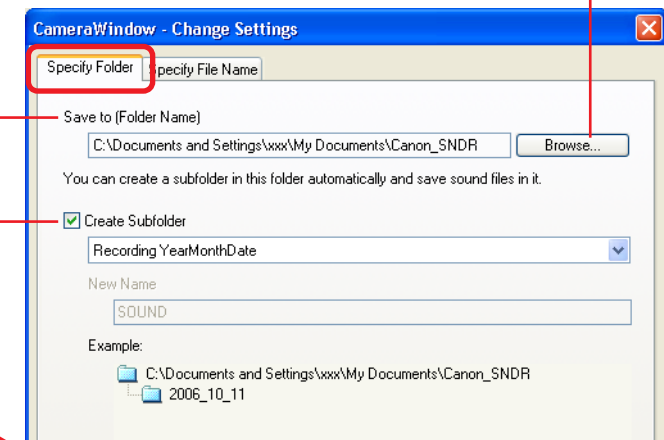 CameraWindow - Change Settings
Specify Folder
Specify File Name
Save to (Folder Name)
C:\Documents and Settings\xxx\My Documents\Canon_SNDR
Browse...
You can create a subfolder in this folder automatically and save sound files in it.
Create Subfolder
Recording YearMonthDate
New Name
SOUND
Example:
C:\Documents and Settings\xxx\My Documents\Canon_SNDR
2006_10_11